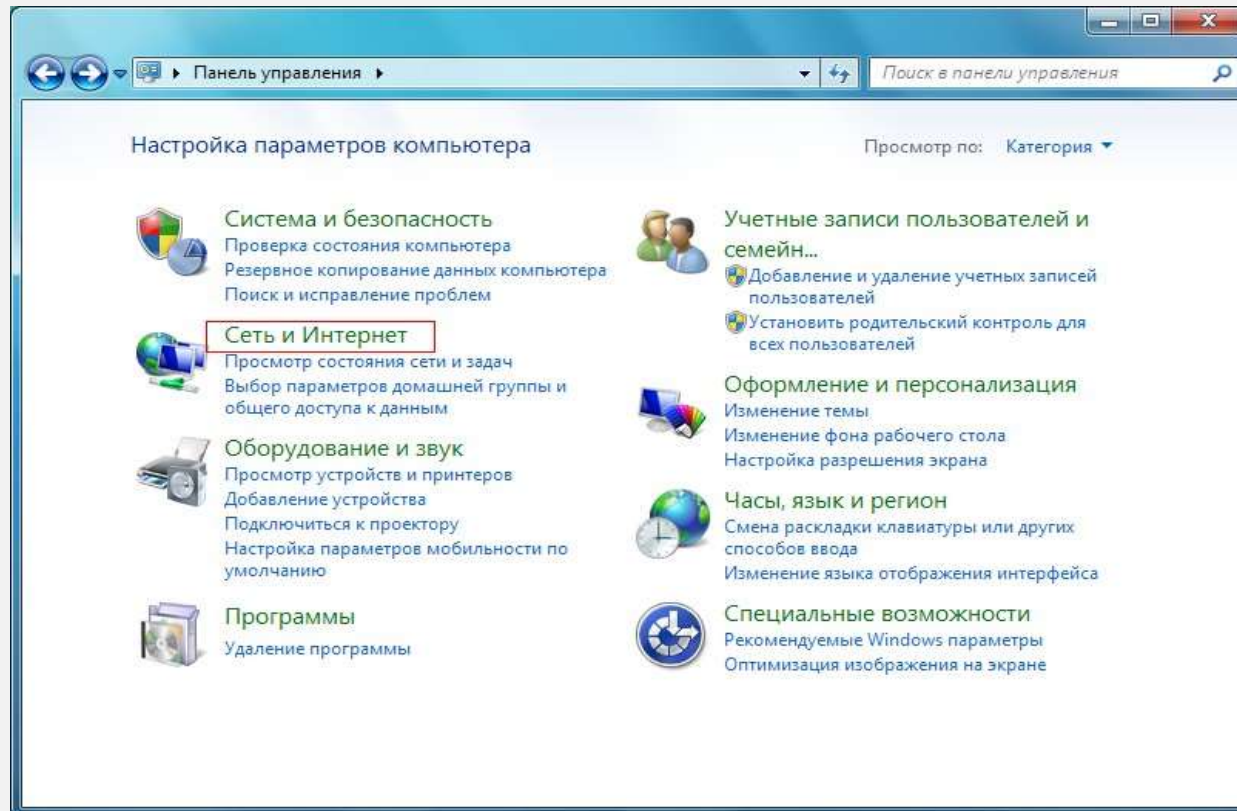 Панель управления
Поиск в панели управления
Настройка параметров компьютера
Просмотр по: Категория
Система и безопасность
Проверка состояния компьютера
Резервное копирование данных компьютера
Поиск и исправление проблем
Сеть и Интернет
Просмотр состояния сети и задач
Выбор параметров домашней группы и
общего доступа к данным
Оборудование и звук
Просмотр устройств и принтеров
Добавление устройства
Подключиться к проектору
Настройка параметров мобильности по
умолчанию
Программы
Удаление программы
Учетные записи пользователей и
семейн...
Добавление и удаление учетных записей
пользователей
Установить родительский контроль для
всех пользователей
Оформление и персонализация
Изменение темы
Изменение фона рабочего стола
Настройка разрешения экрана
Часы, язык и регион
Смена раскладки клавиатуры или других
способов ввода
Изменение языка отображения интерфейса
Специальные возможности
Рекомендуемые Windows параметры
Оптимизация изображения на экране